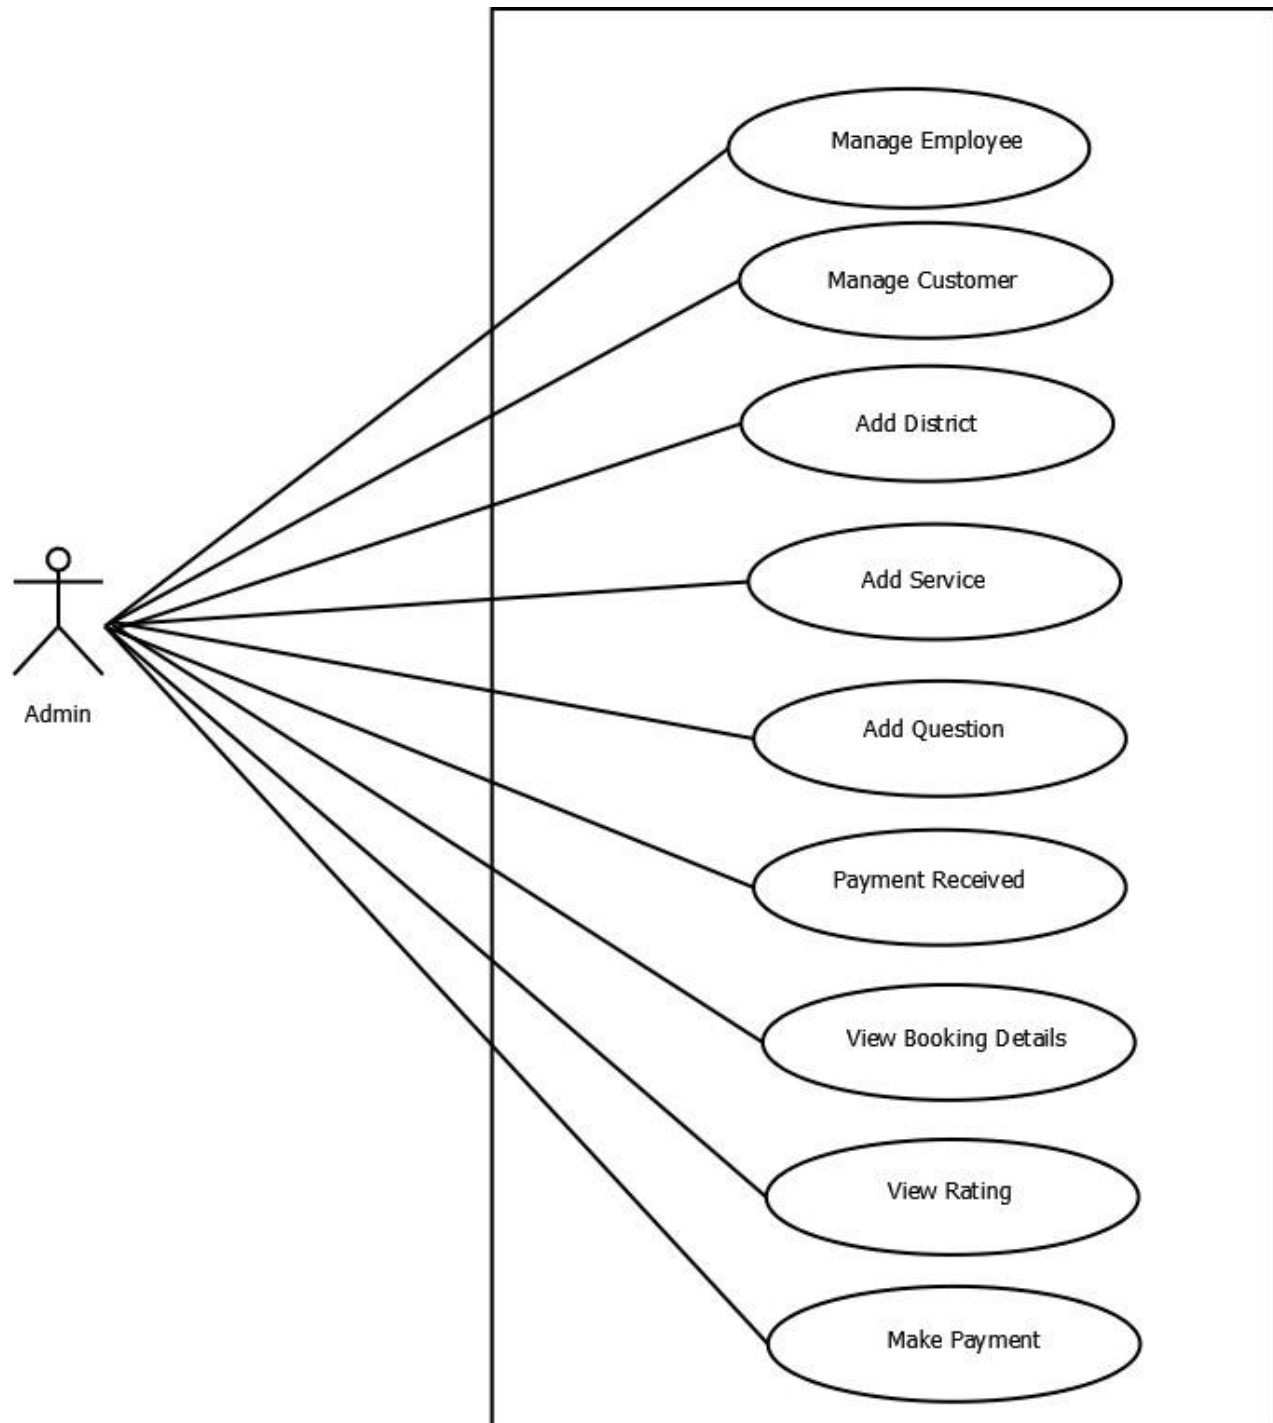 Manage Employee
Manage Customer
Add District
Add Service
Admin
Add Question
Payment Received
View Booking Details
View Rating
Make Payment